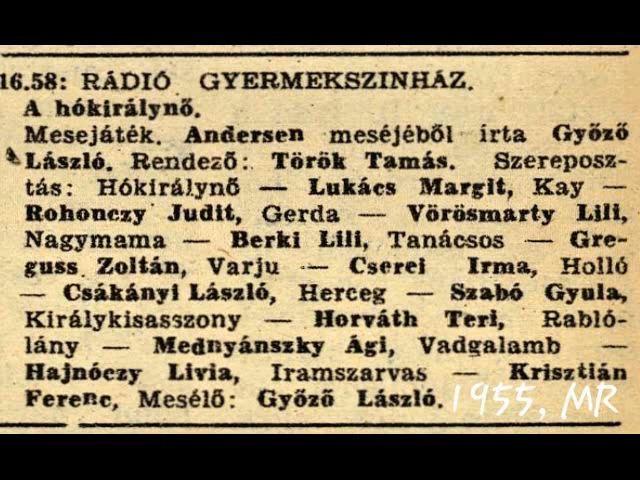 16.58: RÁDIÓ GYERMEKSZINHÁZ.
A hókirálynő.
Mesejáték. Andersen meséjéből írta Győző
László. Rendező: Török Tamás. Szereposz-
tás: Hókirálynő — Lukács Margit, Kay —
Rohonczy Judit, Gerda — Vörösmarty Lili,
Nagymama — Berki Lili, Tanácsos — Gre-
guss Zoltán, Varju — Cserei Irma, Holló
— Csákányi László, Herceg — Szabó Gyula,
Királykisasszony — Horváth Teri, Rabló-
lány — Mednyánszky Ági, Vadgalamb —
Hajnóczy Livia, Iramszarvas — Krisztián
Ferenc, Mesélő: Győző László.
1955, MR